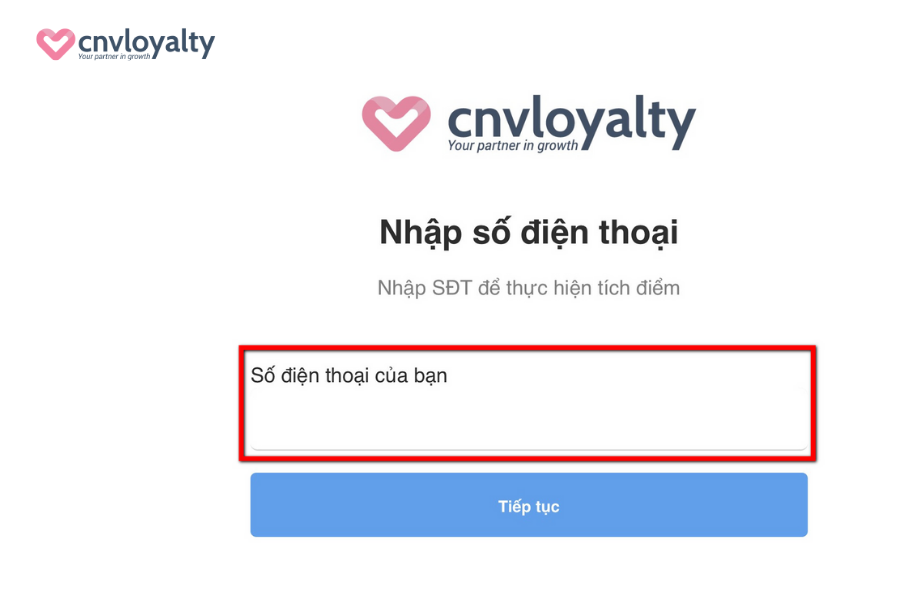 cnvloyalty
Your partner in growth
cnvloyalty
Your partner in growth
Nhập số điện thoại
Nhập SĐT để thực hiện tích điểm
Số điện thoại của bạn
Tiếp tục